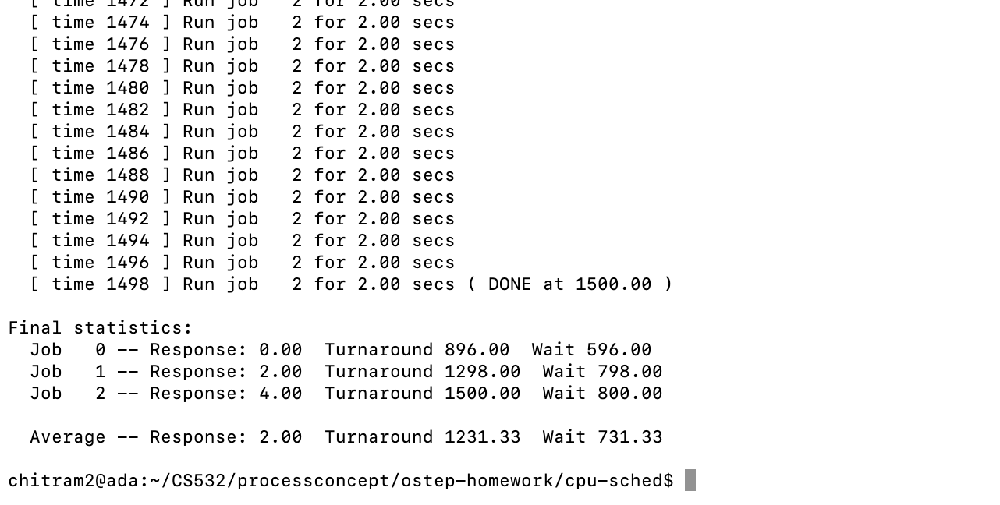 [ time 1472 ] Run job   2 for 2.00 secs
[ time 1474 ] Run job   2 for 2.00 secs
[ time 1476 ] Run job   2 for 2.00 secs
[ time 1478 ] Run job   2 for 2.00 secs
[ time 1480 ] Run job   2 for 2.00 secs
[ time 1482 ] Run job   2 for 2.00 secs
[ time 1484 ] Run job   2 for 2.00 secs
[ time 1486 ] Run job   2 for 2.00 secs
[ time 1488 ] Run job   2 for 2.00 secs
[ time 1490 ] Run job   2 for 2.00 secs
[ time 1492 ] Run job   2 for 2.00 secs
[ time 1494 ] Run job   2 for 2.00 secs
[ time 1496 ] Run job   2 for 2.00 secs
[ time 1498 ] Run job   2 for 2.00 secs ( DONE at 1500.00 )
Final statistics:
Job   0 -- Response: 0.00  Turnaround 896.00  Wait 596.00
Job   1 -- Response: 2.00  Turnaround 1298.00  Wait 798.00
Job   2 -- Response: 4.00  Turnaround 1500.00  Wait 800.00
Average -- Response: 2.00  Turnaround 1231.33  Wait 731.33
chitram2@ada:~/CS532/processconcept/ostep-homework/cpu-sched$